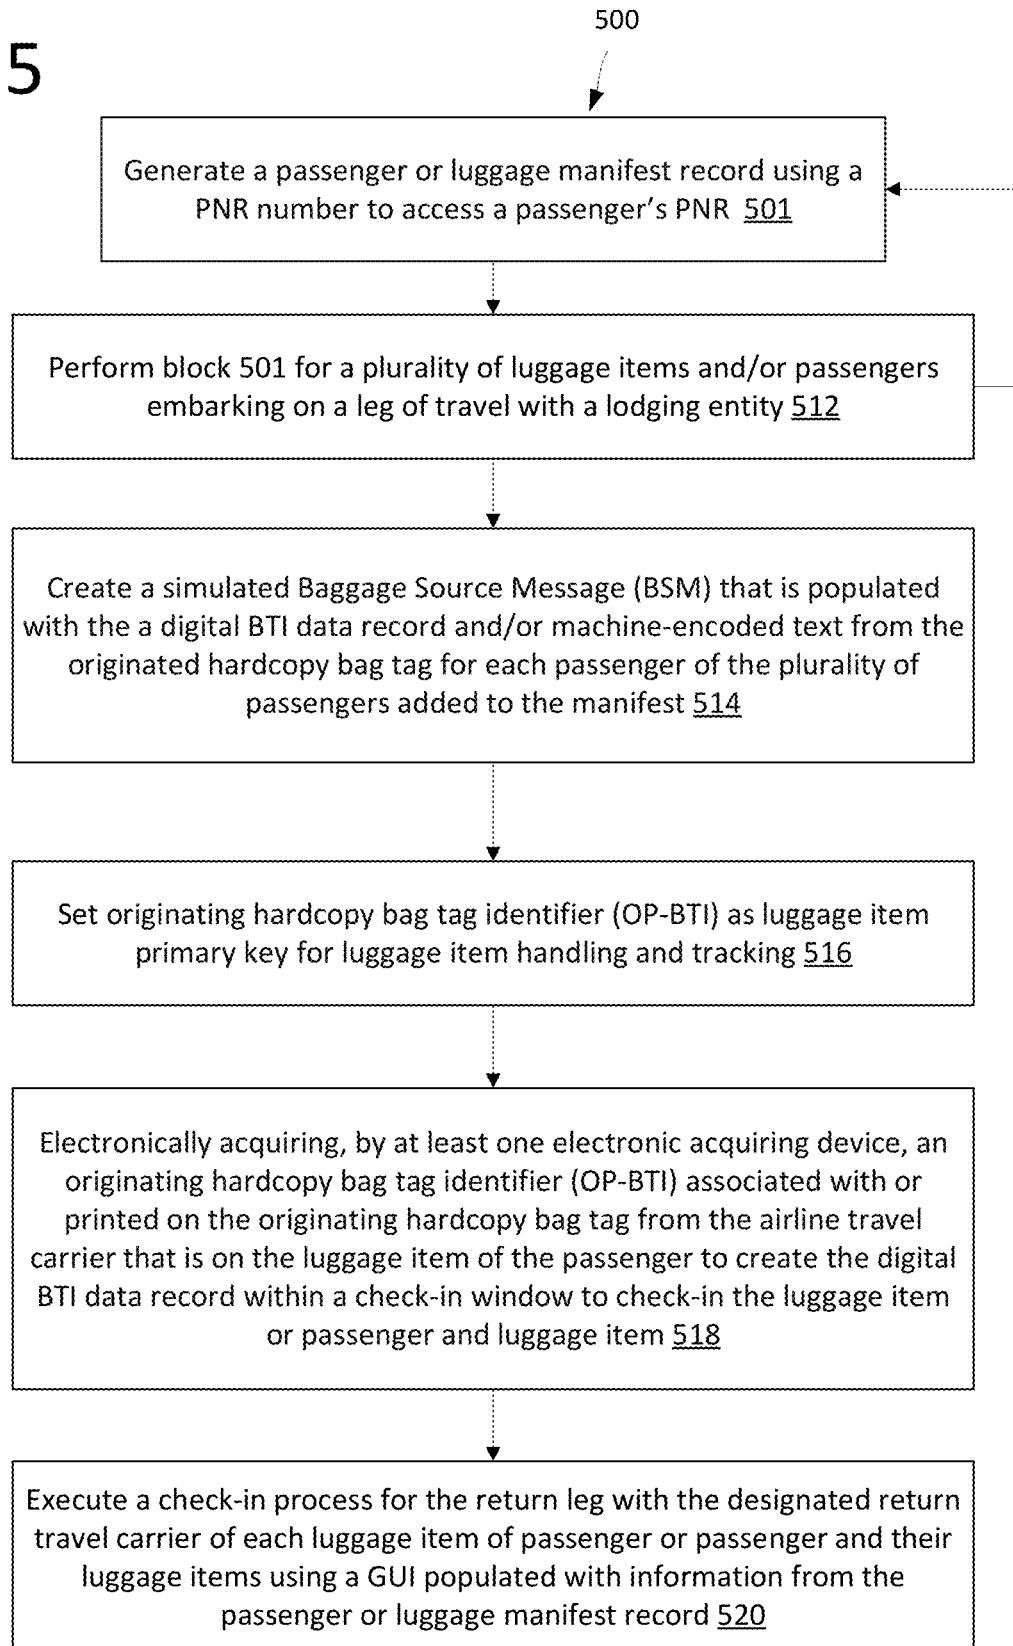 500
5
Generate a passenger or luggage manifest record using a
PNR number to access a passenger's PNR 501
Perform block 501 for a plurality of luggage items and/or passengers
embarking on a leg of travel with a lodging entity 512
Create a simulated Baggage Source Message (BSM) that is populated
with the a digital BTI data record and/or machine-encoded text from the
originated hardcopy bag tag for each passenger of the plurality of
passengers added to the manifest 514
Set originating hardcopy bag tag identifier (OP-BTI) as luggage item
primary key for luggage item handling and tracking 516
Electronically acquiring, by at least one electronic acquiring device, an
originating hardcopy bag tag identifier (OP-BTI) associated with or
printed on the originating hardcopy bag tag from the airline travel
carrier that is on the luggage item of the passenger to create the digital
BTI data record within a check-in window to check-in the luggage item
or passenger and luggage item 518
Execute a check-in process for the return leg with the designated return
travel carrier of each luggage item of passenger or passenger and their
luggage items using a GUI populated with information from the
passenger or luggage manifest record 520